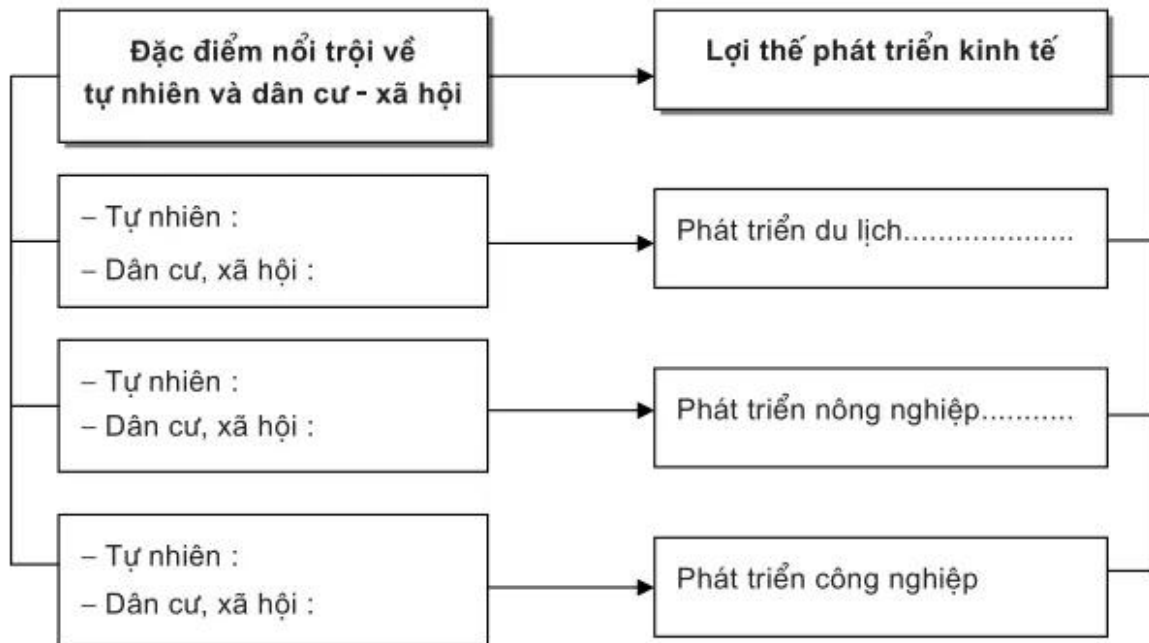 Đặc điểm nổi trội về
tự nhiên và dân cư - xã hội
Lợi thế phát triển kinh tế
– Tự nhiên :
– Dân cư, xã hội :
Phát triển du lịch.....................
– Tự nhiên :
– Dân cư, xã hội :
Phát triển nông nghiệp...........
– Tự nhiên :
– Dân cư, xã hội :
Phát triển công nghiệp